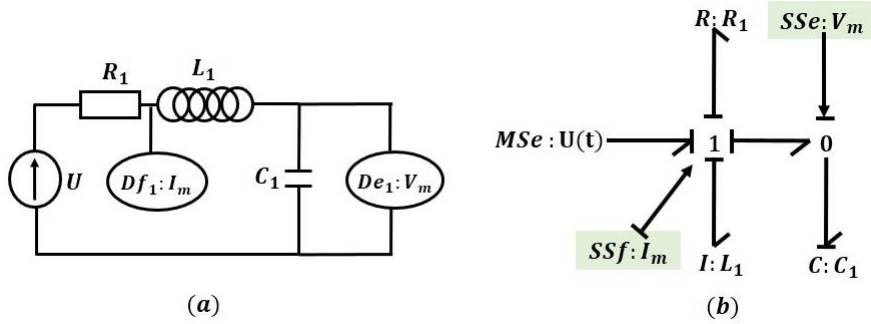 R₁
L₁
U
Df₁:Iₘ
C₁
De₁:Vₘ
(a)
R:R₁
SSe:Vₘ
MSe:U(t)
1
0
SSf:Iₘ
I:L₁
C:C₁
(b)